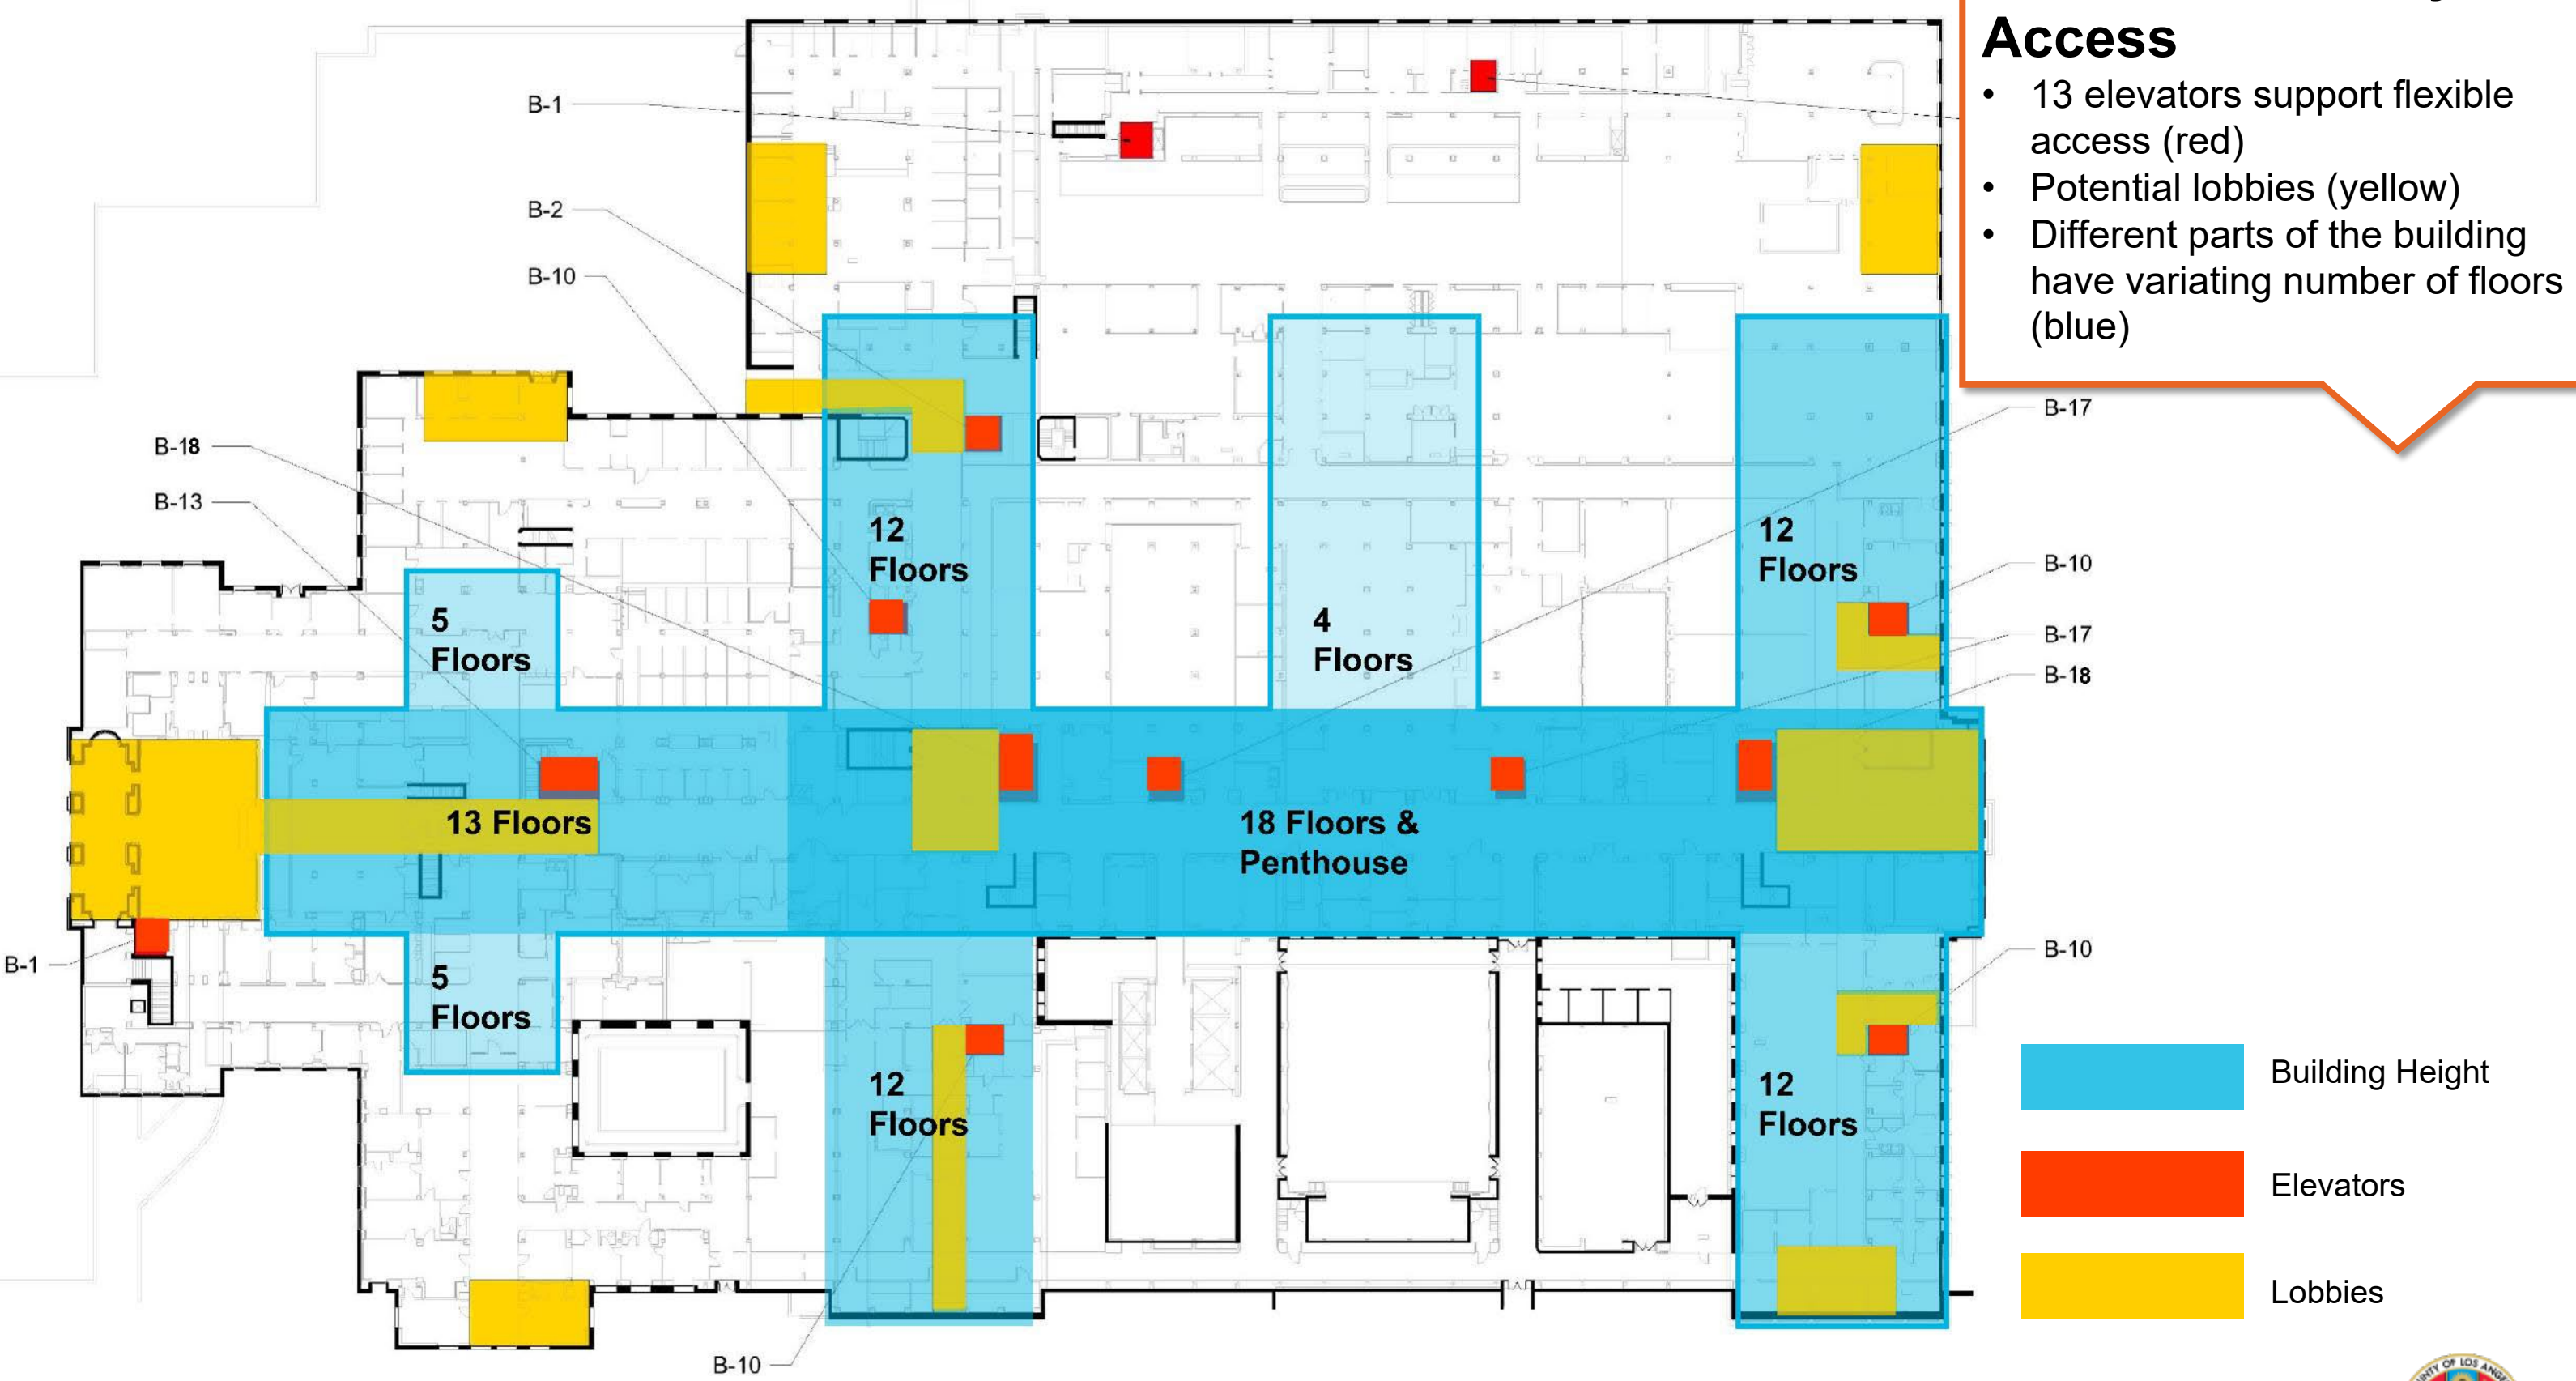 Access
• 13 elevators support flexible
access (red)
• Potential lobbies (yellow)
• Different parts of the building
have variating number of floors
(blue)
B-1
B-2
B-10
B-18
B-13
B-17
B-10
B-17
B-18
B-10
B-1
B-10
12
Floors
12
Floors
5
Floors
4
Floors
13 Floors
18 Floors &
Penthouse
5
Floors
12
Floors
12
Floors
Building Height
Elevators
Lobbies
OF LOS